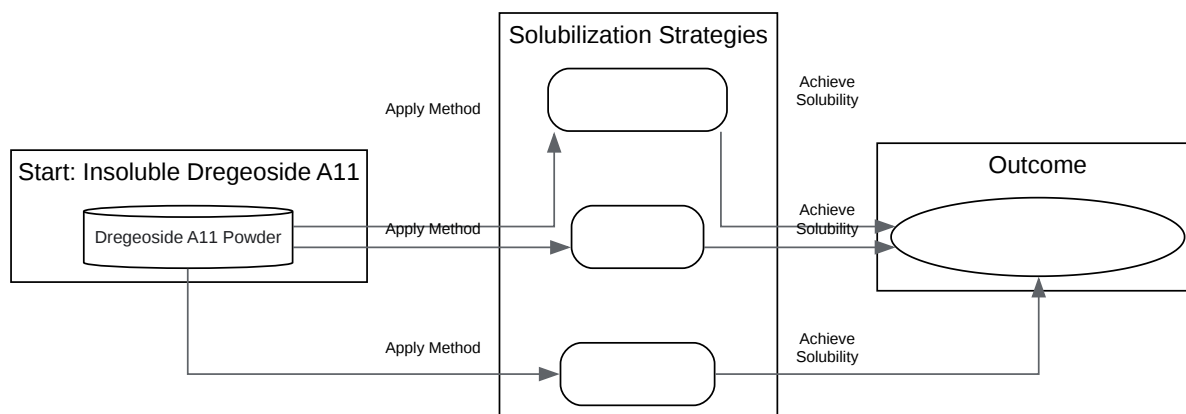 Solubilization Strategies
Achieve
Solubility
Apply Method
Start: Insoluble Dregeoside A11
Outcome
Dregeoside A11 Powder
Apply Method
Achieve
Solubility
Apply Method
Achieve
Solubility